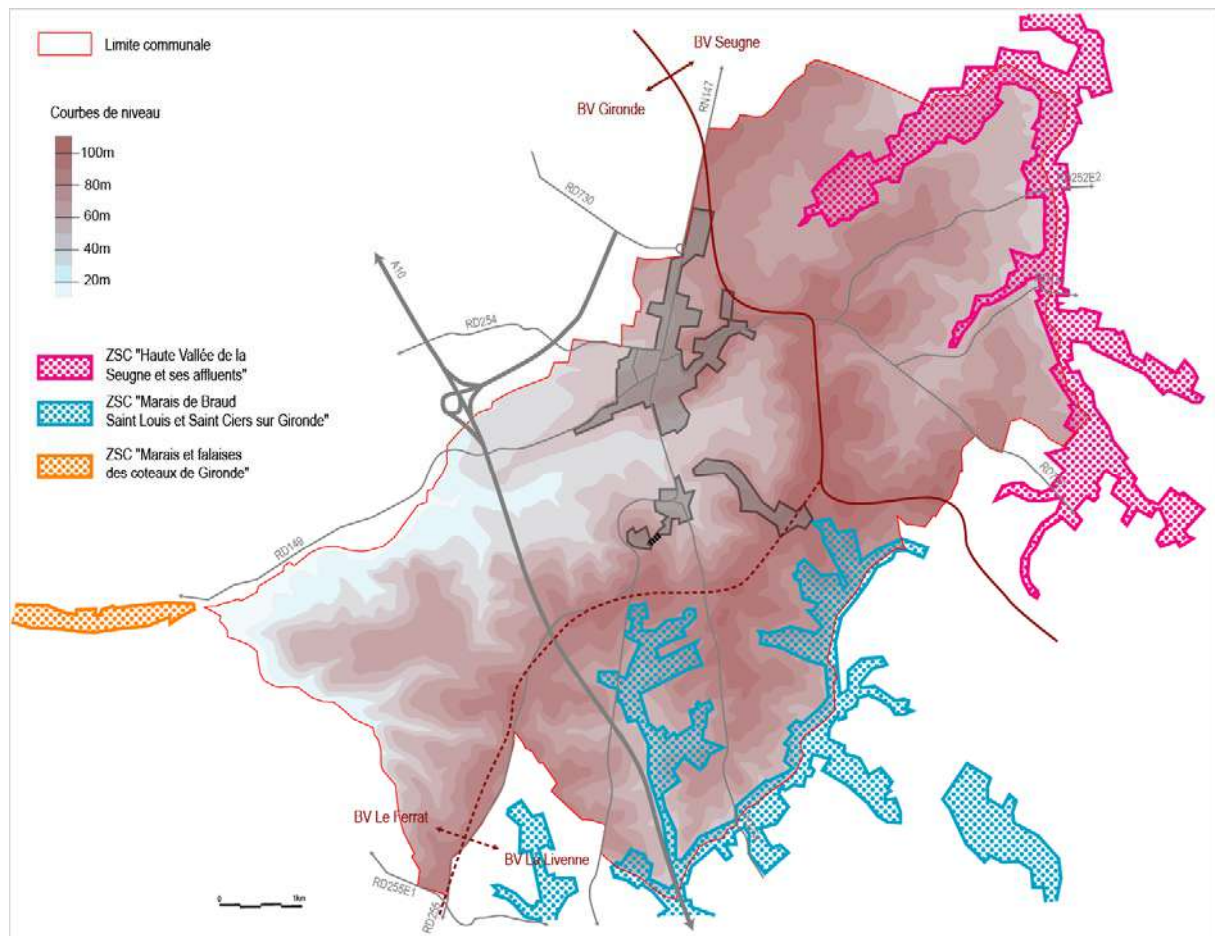 Limite communale
Courbes de niveau
100m
80m
60m
40m
20m
ZSC "Haute Vallée de la
Seugne et ses affluents"
ZSC "Marais de Braud
Saint Louis et Saint Ciers sur Gironde"
ZSC "Marais et falaises
des coteaux de Gironde"
BV Seugne
BV Gironde
RN147
RD730
A10
RD254
RD252E2
RD149
BV Le Ferrat
BV La Livenne
RD255E1
RD255
0 1km